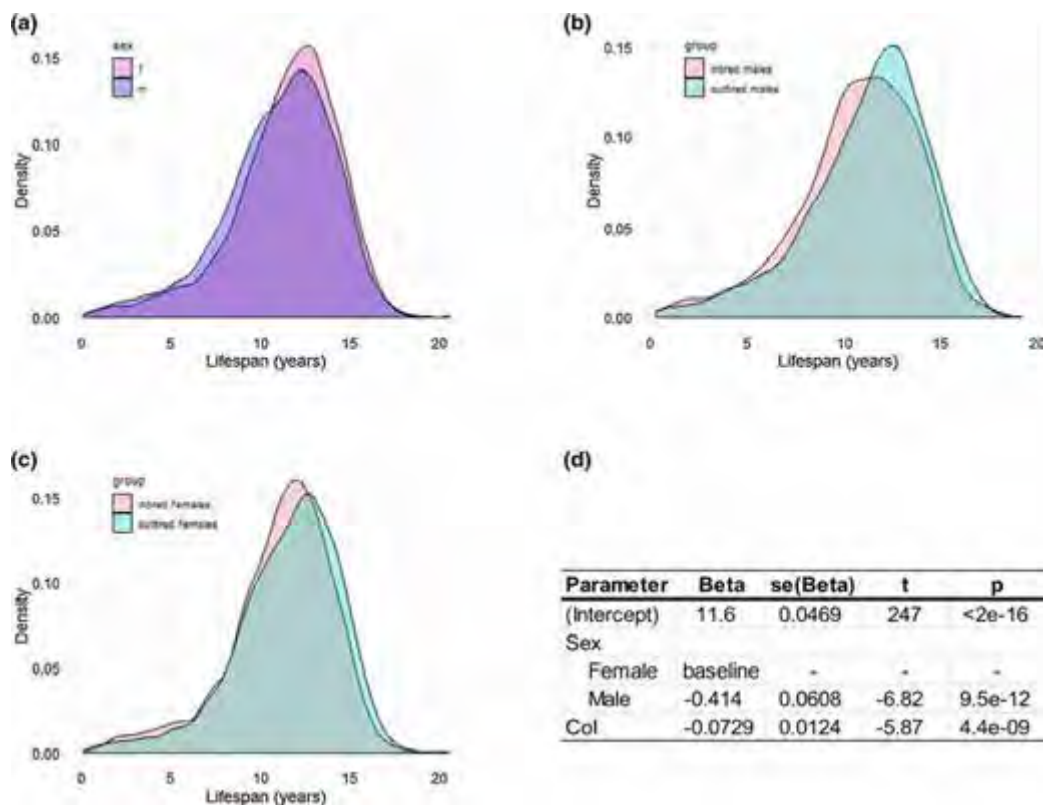 (a)
sex
f
m
0.15
0.10
0.05
0.00
Density
0 5 10 15 20
Lifespan (years)
(b)
group
inbred males
outbred males
0.15
0.10
0.05
0.00
Density
0 5 10 15 20
Lifespan (years)
(c)
group
inbred Females
outbred Females
0.15
0.10
0.05
0.00
Density
0 5 10 15 20
Lifespan (years)
(d)
Parameter Beta se(Beta) t p
(Intercept) 11.6 0.0469 247 <2e-16
Sex
Female baseline - - -
Male -0.414 0.0608 -6.82 9.5e-12
CoI -0.0729 0.0124 -5.87 4.4e-09